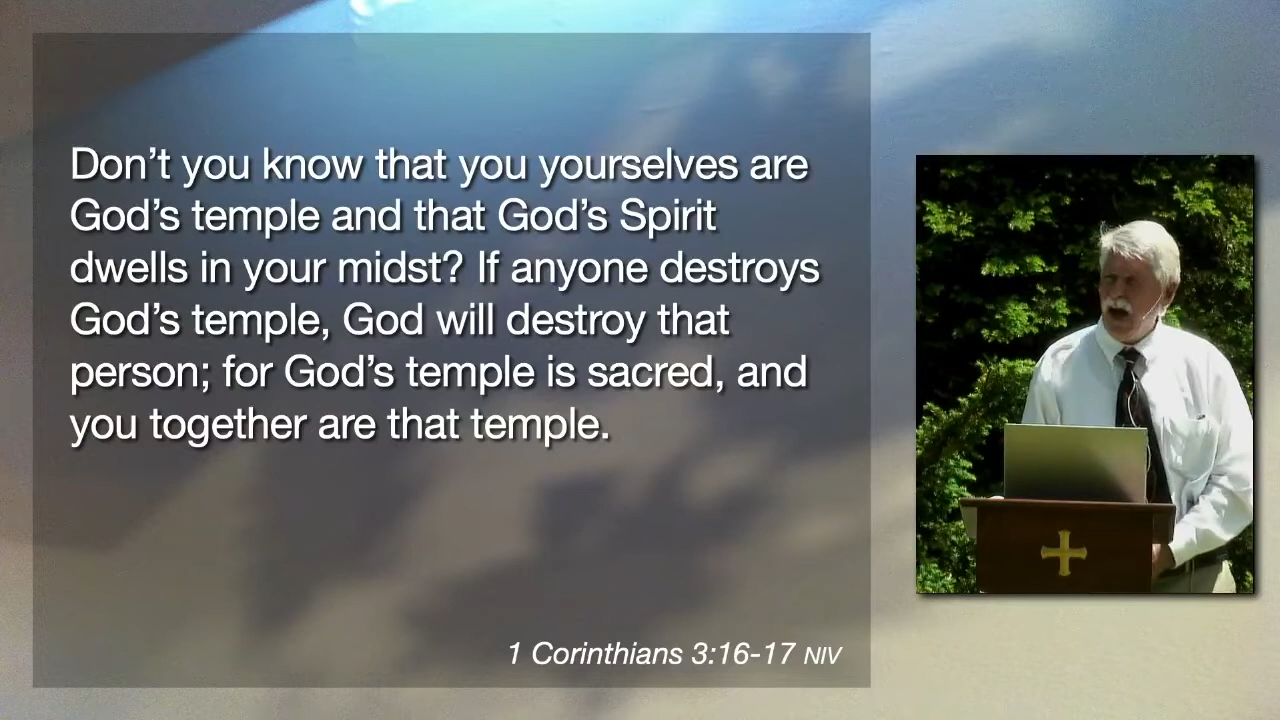 Don’t you know that you yourselves are
God’s temple and that God’s Spirit
dwells in your midst? If anyone destroys
God’s temple, God will destroy that
person; for God’s temple is sacred, and
you together are that temple.
1 Corinthians 3:16-17 NIV